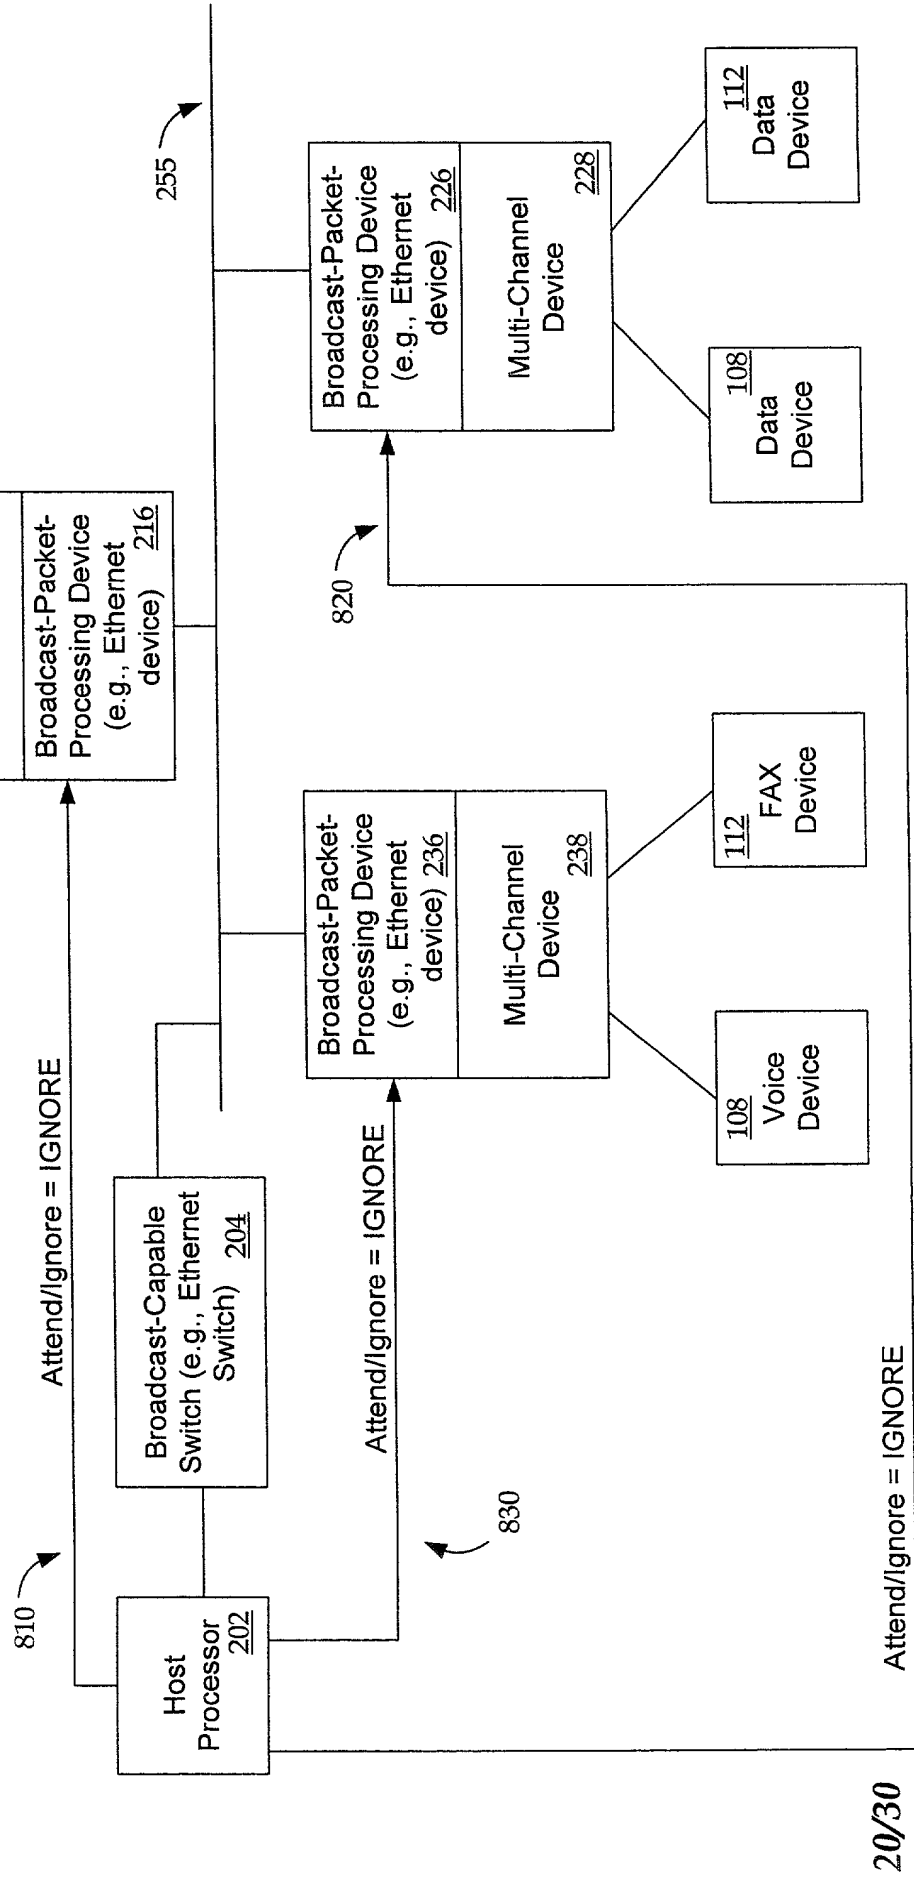 810
Attend/Ignore = IGNORE
Broadcast-Packet-
Processing Device
(e.g., Ethernet
device) 216
255
Host
Processor
202
Broadcast-Capable
Switch (e.g., Ethernet
Switch) 204
Attend/Ignore = IGNORE
830
Broadcast-Packet-
Processing Device
(e.g., Ethernet
device) 236
Multi-Channel
Device 238
820
Broadcast-Packet-
Processing Device
(e.g., Ethernet
device) 226
Multi-Channel
Device 228
108
Voice
Device
112
FAX
Device
108
Data
Device
112
Data
Device
Attend/Ignore = IGNORE
20/30